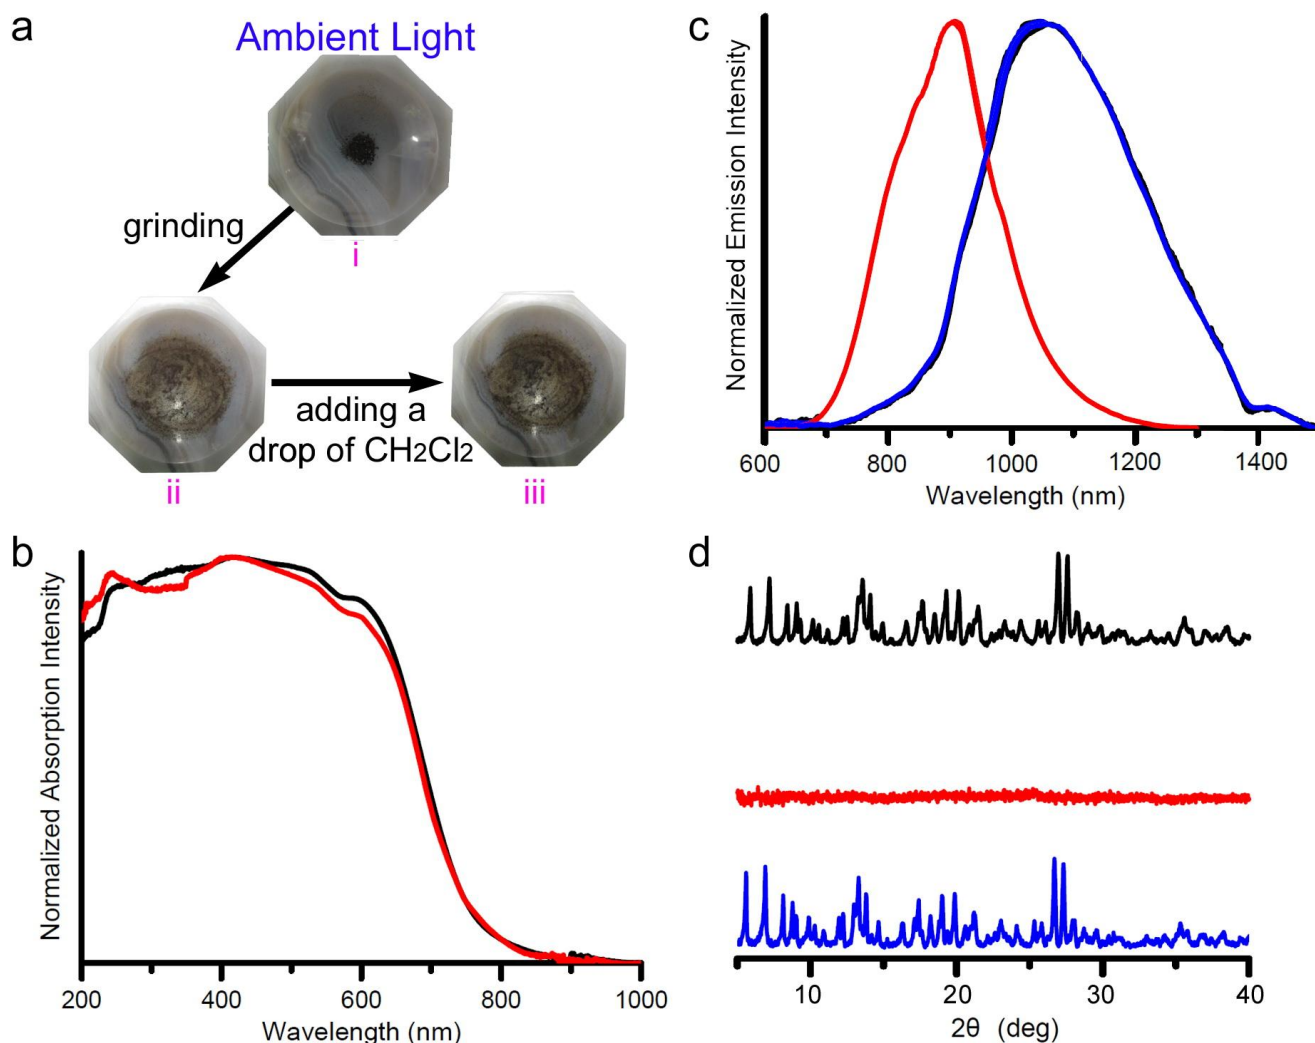 a
Ambient Light
grinding
i
adding a
drop of CH2Cl2
ii
iii
b
Normalized Absorption Intensity
200
400
600
800
1000
Wavelength (nm)
c
Normalized Emission Intensity
600
800
1000
1200
1400
Wavelength (nm)
d
10
20
30
40
2θ (deg)